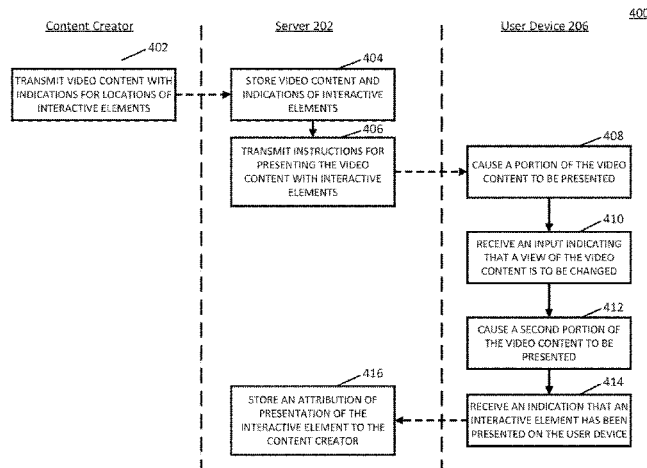 400
Content Creator
Server 202
User Device 206
402
TRANSMIT VIDEO CONTENT WITH
INDICATIONS FOR LOCATIONS OF
INTERACTIVE ELEMENTS
404
STORE VIDEO CONTENT AND
INDICATIONS OF INTERACTIVE
ELEMENTS
406
TRANSMIT INSTRUCTIONS FOR
PRESENTING THE VIDEO
CONTENT WITH INTERACTIVE
ELEMENTS
408
CAUSE A PORTION OF THE VIDEO
CONTENT TO BE PRESENTED
410
RECEIVE AN INPUT INDICATING
THAT A VIEW OF THE VIDEO
CONTENT IS TO BE CHANGED
412
CAUSE A SECOND PORTION OF
THE VIDEO CONTENT TO BE
PRESENTED
414
RECEIVE AN INDICATION THAT AN
INTERACTIVE ELEMENT HAS BEEN
PRESENTED ON THE USER DEVICE
416
STORE AN ATTRIBUTION OF
PRESENTATION OF THE
INTERACTIVE ELEMENT TO THE
CONTENT CREATOR